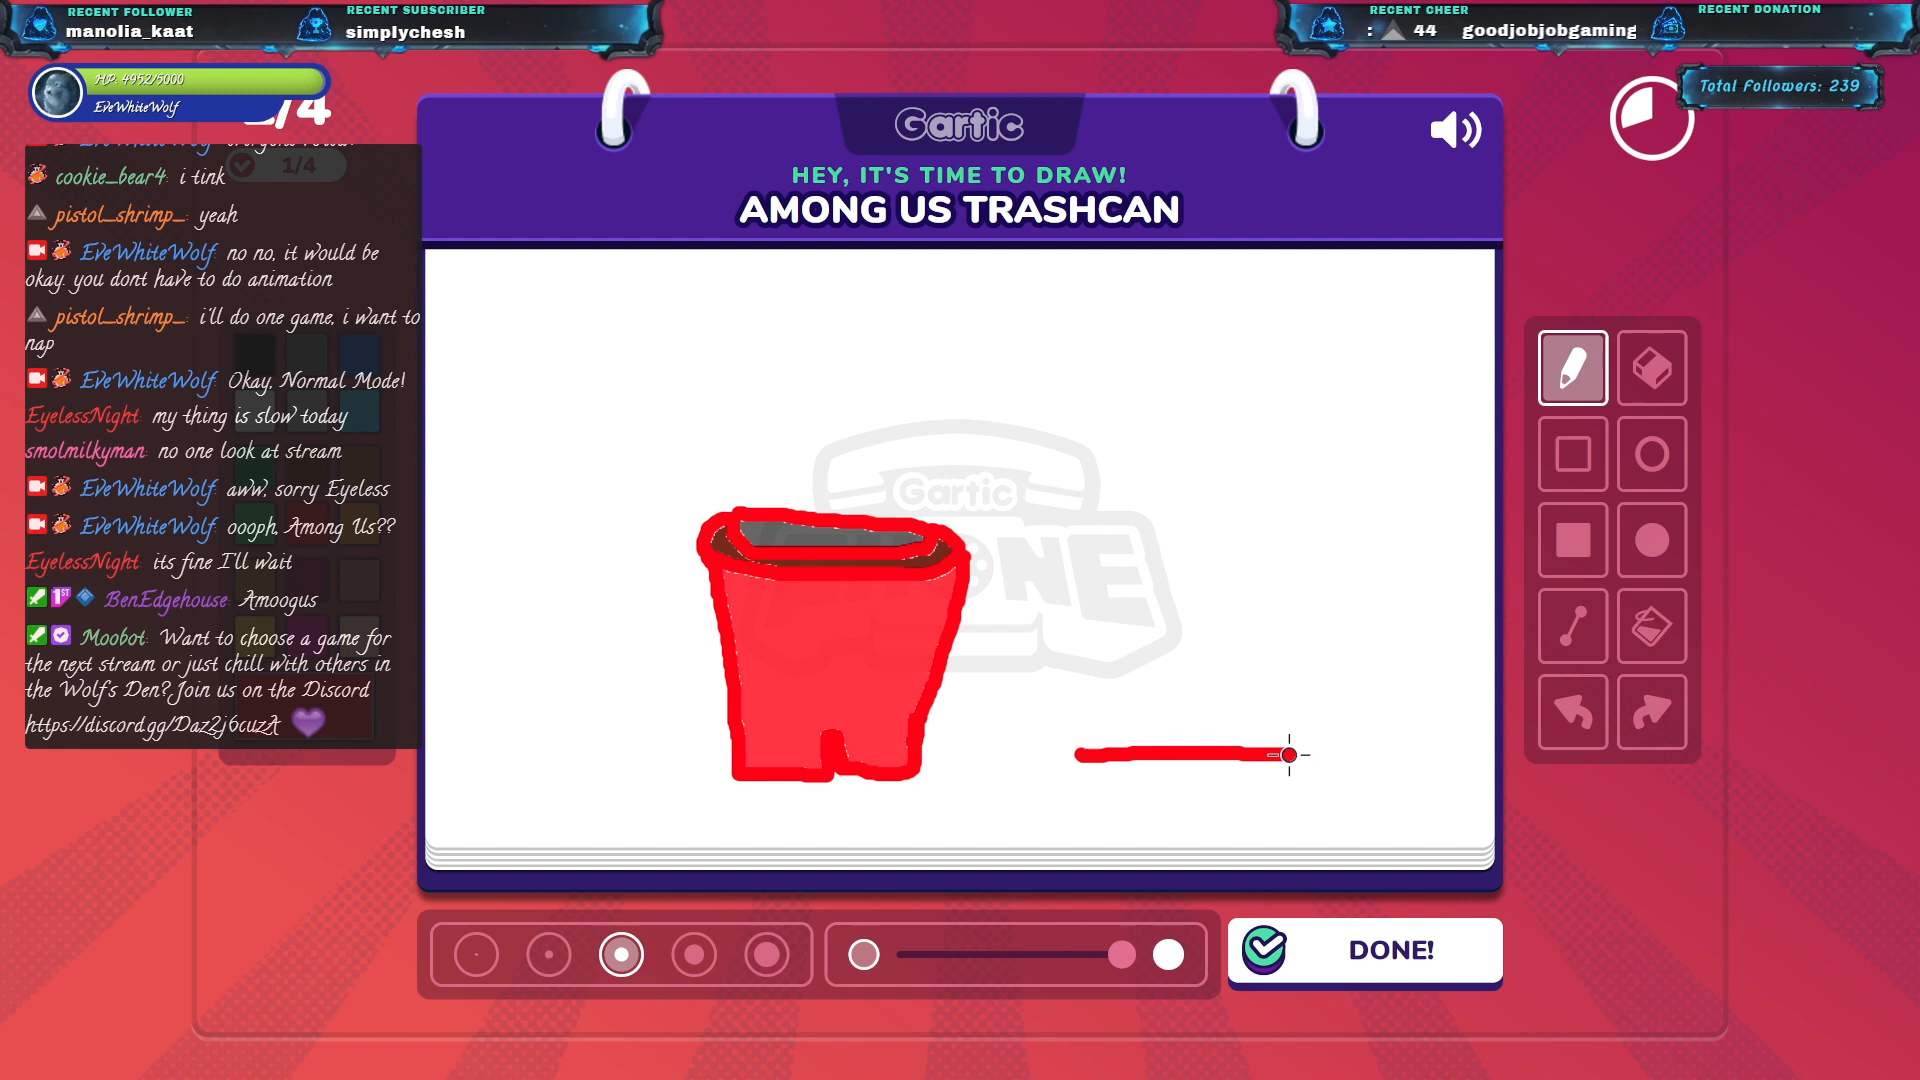 RECENT FOLLOWER
manolia_kaat
RECENT SUBSCRIBER
simplychesh
RECENT CHEER
: 44 goodjobjobgaming
RECENT DONATION
Total Followers: 239
HP: 4952/5000
EveWhiteWolf
/4
1/4
Gartic
HEY, IT'S TIME TO DRAW!
AMONG US TRASHCAN
cookie_bear4: i tink
pistol_shrimp_: yeah
EveWhiteWolf: no no, it would be
okay. you dont have to do animation
pistol_shrimp_: i'll do one game, i want to
nap
EveWhiteWolf: Okay, Normal Mode!
EyelessNight: my thing is slow today
smolmilkyman: no one look at stream
EveWhiteWolf: aww, sorry Eyeless
EveWhiteWolf: oooph, Among Us??
EyelessNight: its fine I'll wait
BenEdgehouse: Amoogus
Moobot: Want to choose a game for
the next stream or just chill with others in
the Wolf's Den? Join us on the Discord
https://discord.gg/Daz2j6cuzA
Gartic
PHONE
DONE!